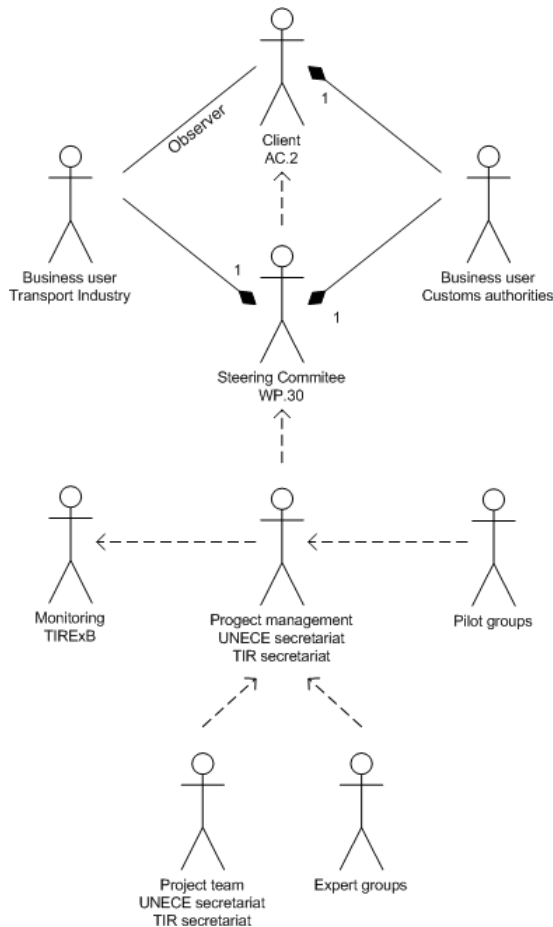 Client
AC.2
Observer
1
Business user
Transport Industry
Business user
Customs authorities
1
1
Steering Commitee
WP.30
Monitoring
TIRExB
Progect management
UNECE secretariat
TIR secretariat
Pilot groups
Project team
UNECE secretariat
TIR secretariat
Expert groups